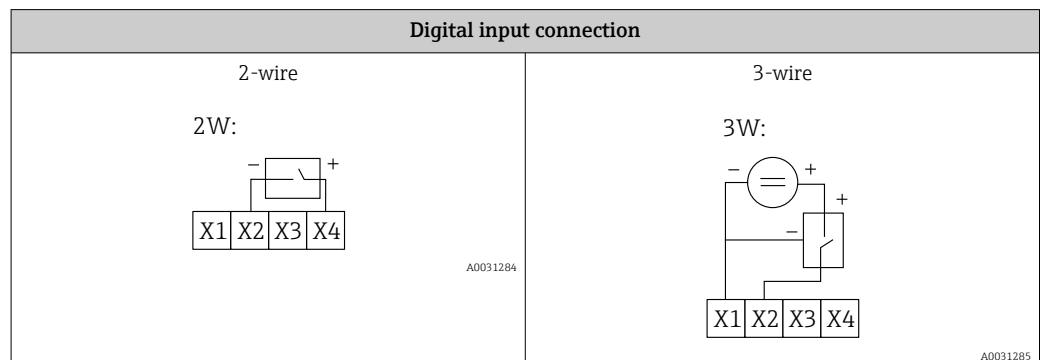 Digital input connection
2-wire
2W:
– +
X1 X2 X3 X4
A0031284
3-wire
3W:
– +
+
–
X1 X2 X3 X4
A0031285